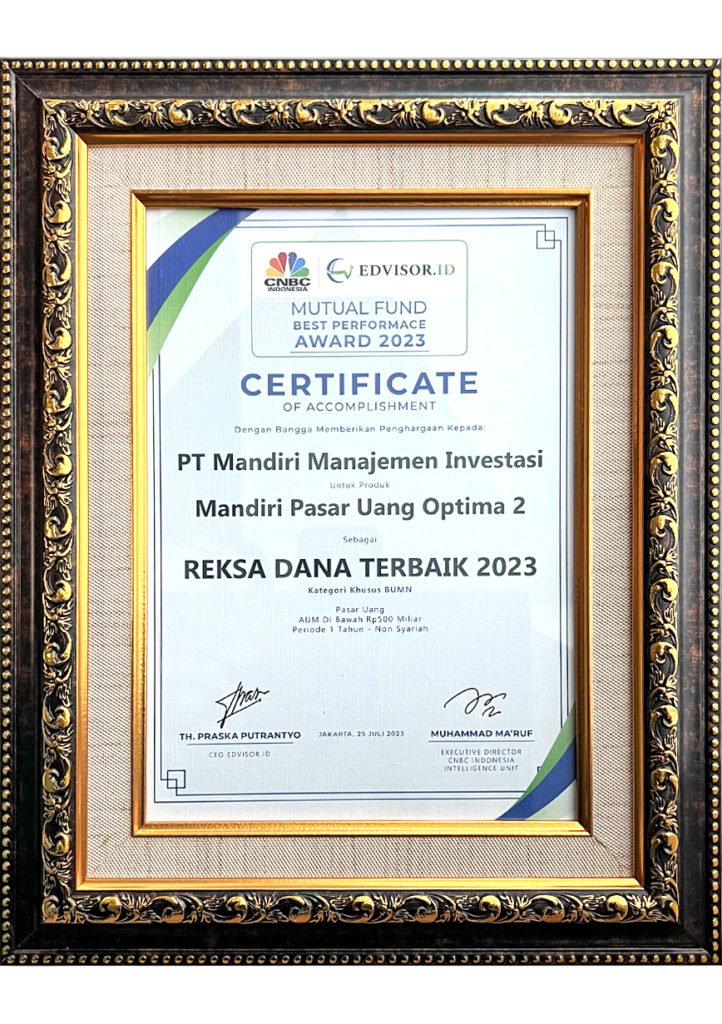 CNBC
INDONESIA
EDVISOR.ID
MUTUAL FUND
BEST PERFORMACE
AWARD 2023
CERTIFICATE
OF ACCOMPLISHMENT
Dengan Bangga Memberikan Penghargaan Kepada:
PT Mandiri Manajemen Investasi
Untuk Produk
Mandiri Pasar Uang Optima 2
Sebagai
REKSA DANA TERBAIK 2023
Kategori Khusus BUMN
Pasar Uang
AUM Di Bawah Rp500 Miliar
Periode 1 Tahun - Non Syariah
TH. PRASKA PUTRANTYO
CEO EDVISOR.ID
JAKARTA, 25 JULI 2023
MUHAMMAD MA'RUF
EXECUTIVE DIRECTOR
CNBC INDONESIA
INTELLIGENCE UNIT